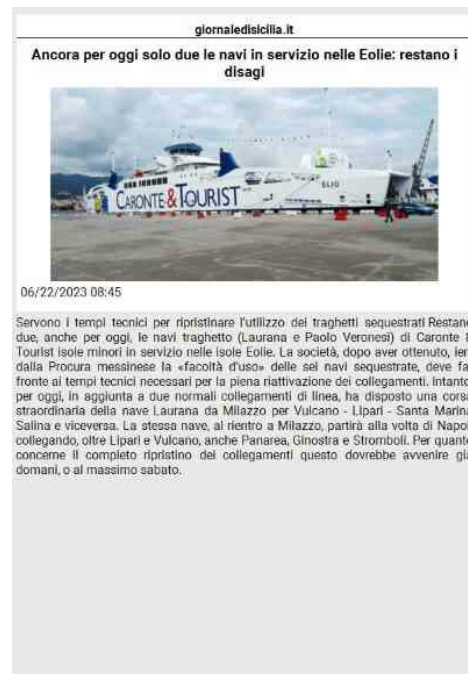 giornaledisicilia.it
Ancora per oggi solo due le navi in servizio nelle Eolie: restano i
disagi
CARONTE & TOURIST
ELIO
06/22/2023 08:45
Servono i tempi tecnici per ripristinare l'utilizzo dei traghetti sequestrati Restano
due, anche per oggi, le navi traghetto (Laurana e Paolo Veronesi) di Caronte &
Tourist isole minori in servizio nelle isole Eolie. La società, dopo aver ottenuto, ieri
dalla Procura messinese la «facoltà d'uso» delle sei navi sequestrate, deve fa
fronte ai tempi tecnici necessari per la piena riattivazione dei collegamenti. Intanto
per oggi, in aggiunta a due normali collegamenti di linea, ha disposto una corsa
straordinaria della nave Laurana da Milazzo per Vulcano - Lipari - Santa Marina
Salina e viceversa. La stessa nave, al rientro a Milazzo, partirà alla volta di Napol
collegando, oltre Lipari e Vulcano, anche Panarea, Ginostra e Stromboli. Per quanto
concerne il completo ripristino dei collegamenti questo dovrebbe avvenire già
domani, o al massimo sabato.